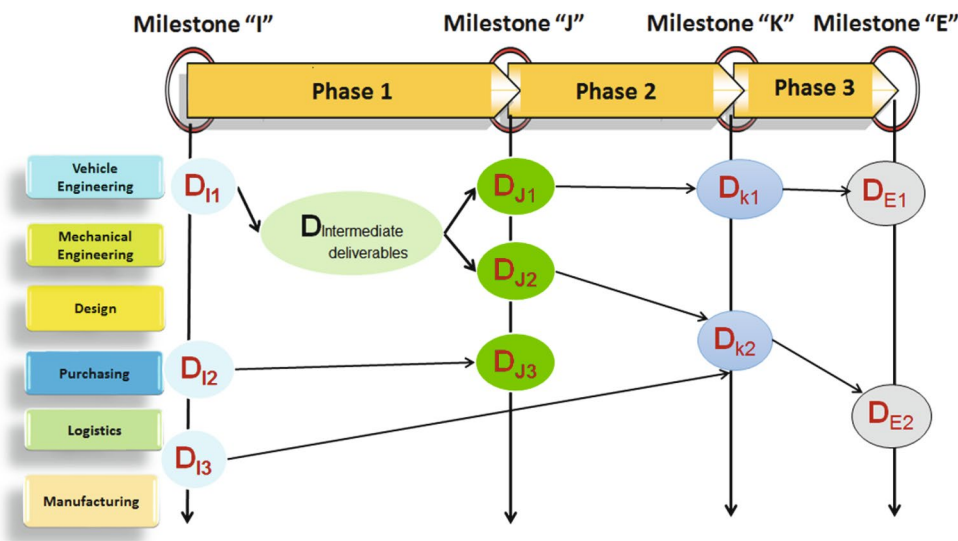 Milestone “I”
Milestone “J”
Milestone “K”
Milestone “E”
Phase 1
Phase 2
Phase 3
Vehicle
Engineering
Mechanical
Engineering
Design
Purchasing
Logistics
Manufacturing
DI1
DIntermediate
deliverables
DJ1
Dk1
DE1
DJ2
DI2
DJ3
Dk2
DE2
DI3